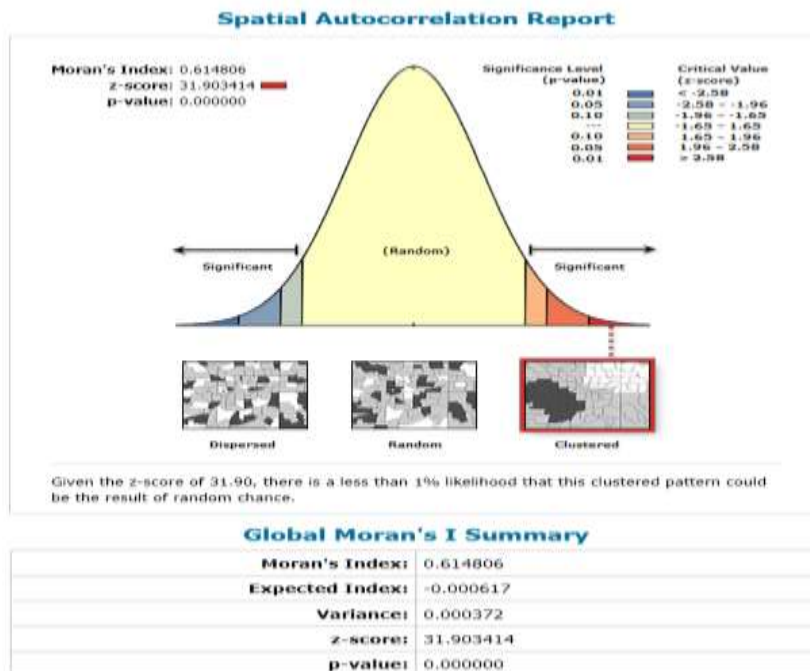 Spatial Autocorrelation Report
Moran's Index: 0.614806
z-score: 31.903414
p-value: 0.000000
Significance Level Critical Value
(p-value) (z-score)
0.01 < -2.58
0.05 -2.58 - -1.96
0.10 -1.96 - -1.65
--- -1.65 - 1.65
0.10 1.65 - 1.96
0.05 1.96 - 2.58
0.01 > 2.58
(Random)
Significant Significant
Dispersed Random Clustered
Given the z-score of 31.90, there is a less than 1% likelihood that this clustered pattern could
be the result of random chance.
Global Moran's I Summary
Moran's Index: 0.614806
Expected Index: -0.000617
Variance: 0.000372
z-score: 31.903414
p-value: 0.000000